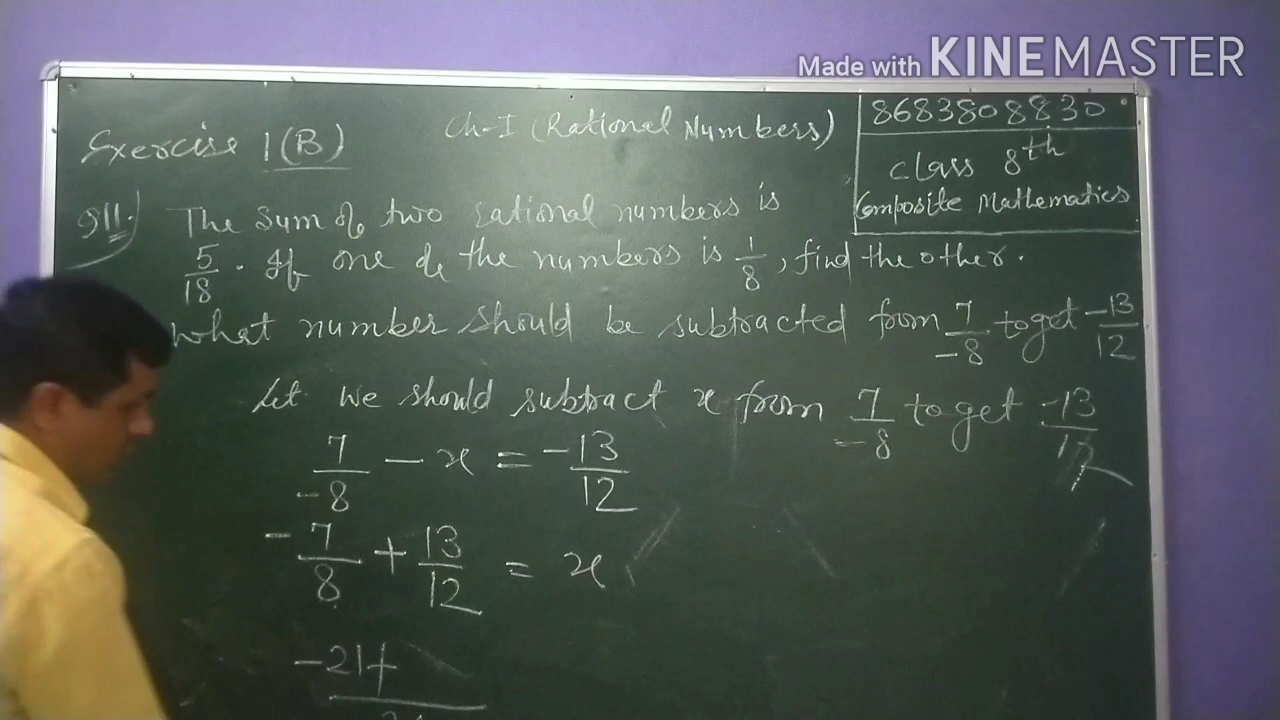 Made with KINEMASTER
8683808830
Exercise 1(B)
Ch-I (Rational Numbers)
Class 8th
Composite Mathematics
Q11.) The Sum of two rational numbers is
5/18. If one of the numbers is 1/8, find the other.
What number should be subtracted from 7/-8 to get -13/12
Let we should subtract x from 7/-8 to get -13/12
7/-8 - x = -13/12
-7/8 + 13/12 = x
-21+